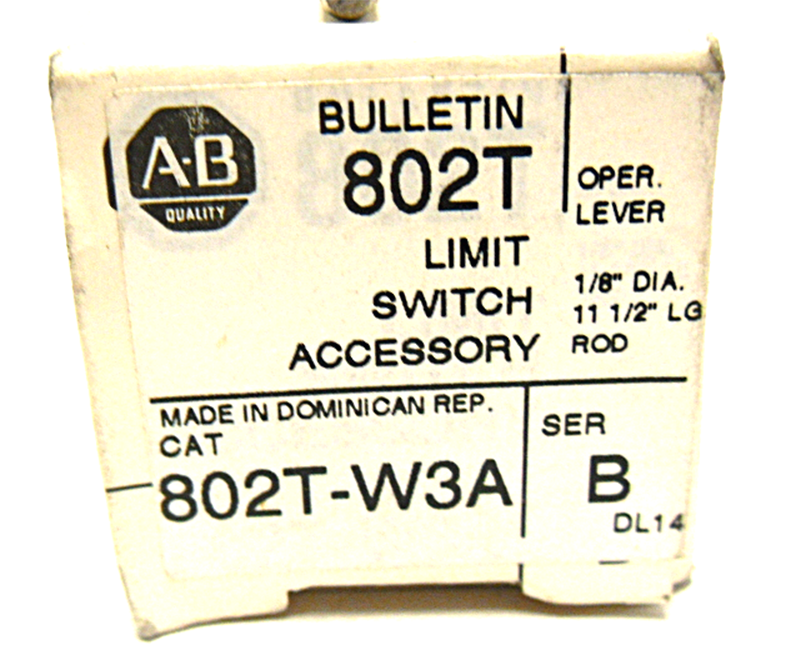 A-B
QUALITY
BULLETIN
802T
LIMIT
SWITCH
ACCESSORY
OPER.
LEVER
1/8" DIA.
11 1/2" LG
ROD
MADE IN DOMINICAN REP.
CAT
802T-W3A
SER
B
DL14